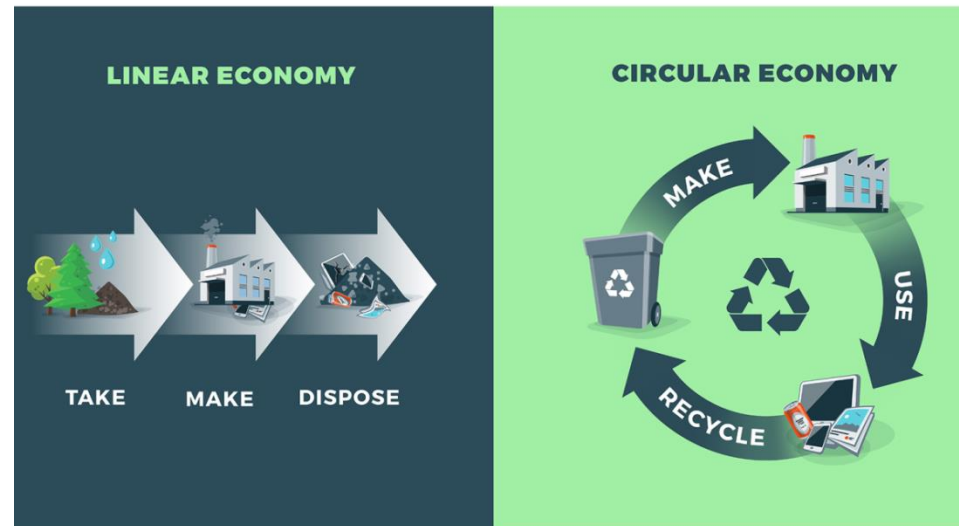 LINEAR ECONOMY
TAKE
MAKE
DISPOSE
CIRCULAR ECONOMY
MAKE
USE
RECYCLE